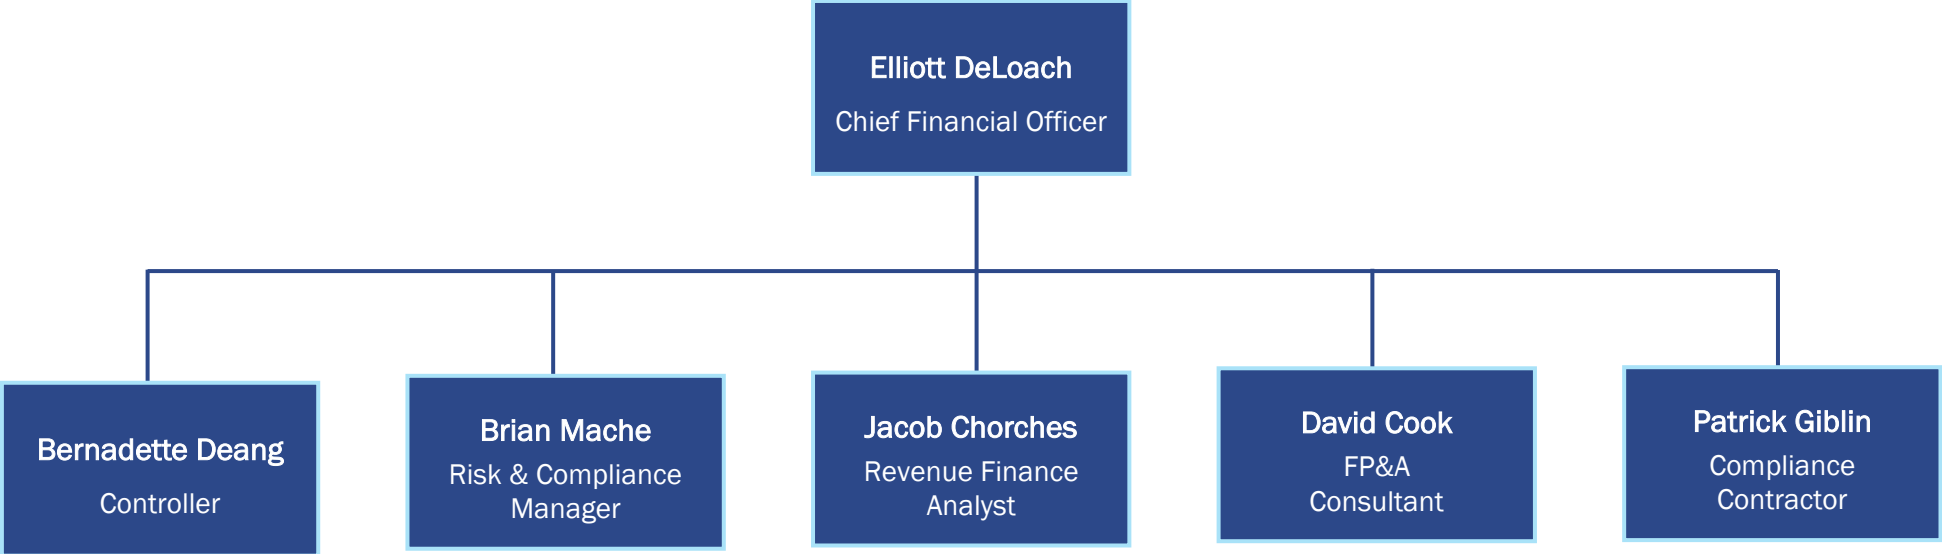 Elliott DeLoach
Chief Financial Officer
Bernadette Deang
Controller
Brian Mache
Risk & Compliance
Manager
Jacob Chorches
Revenue Finance
Analyst
David Cook
FP&A
Consultant
Patrick Giblin
Compliance
Contractor